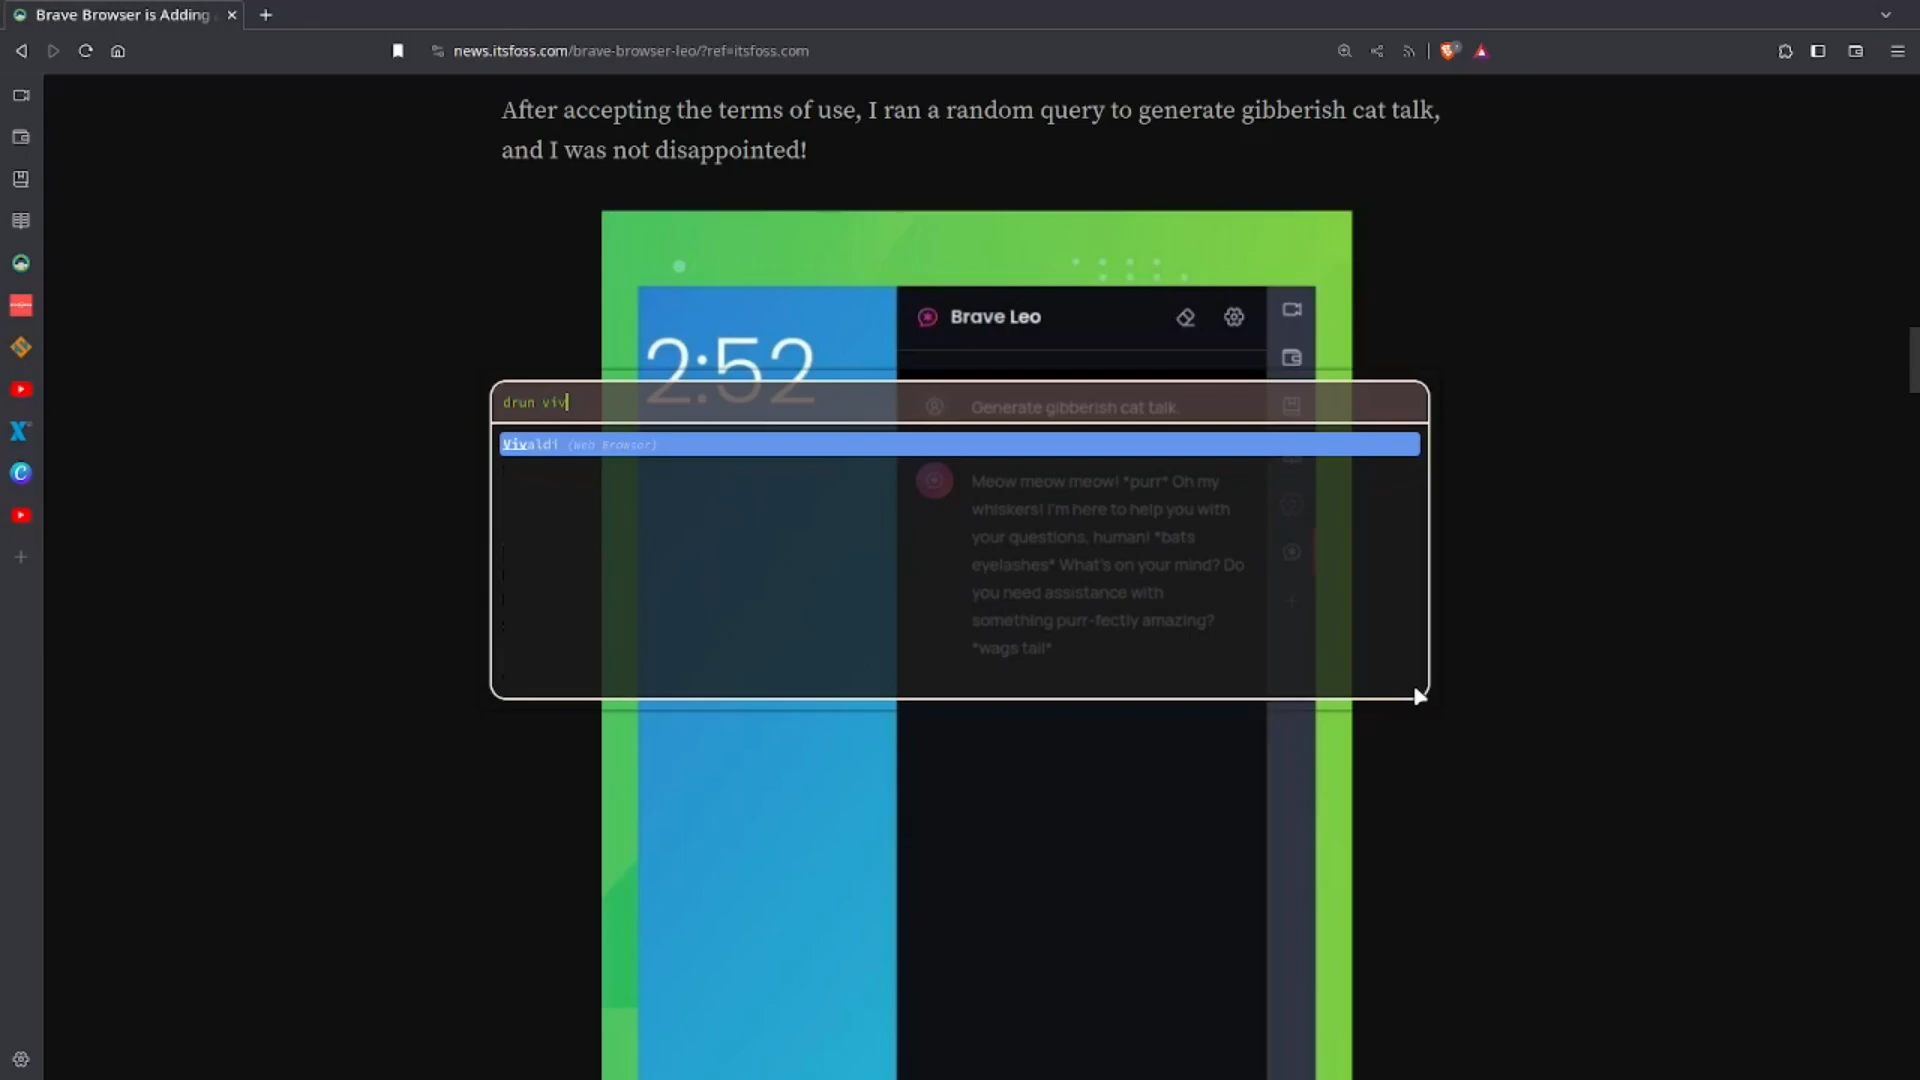 Brave Browser is Adding
news.itsfoss.com/brave-browser-leo/?ref=itsfoss.com
After accepting the terms of use, I ran a random query to generate gibberish cat talk,
and I was not disappointed!
2:52
Brave Leo
drun viv
Generate gibberish cat talk.
Vivaldi (Web Browser)
Meow meow meow! *purr* Oh my
whiskers! I'm here to help you with
your questions, human! *bats
eyelashes* What's on your mind? Do
you need assistance with
something purr-fectly amazing?
*wags tail*